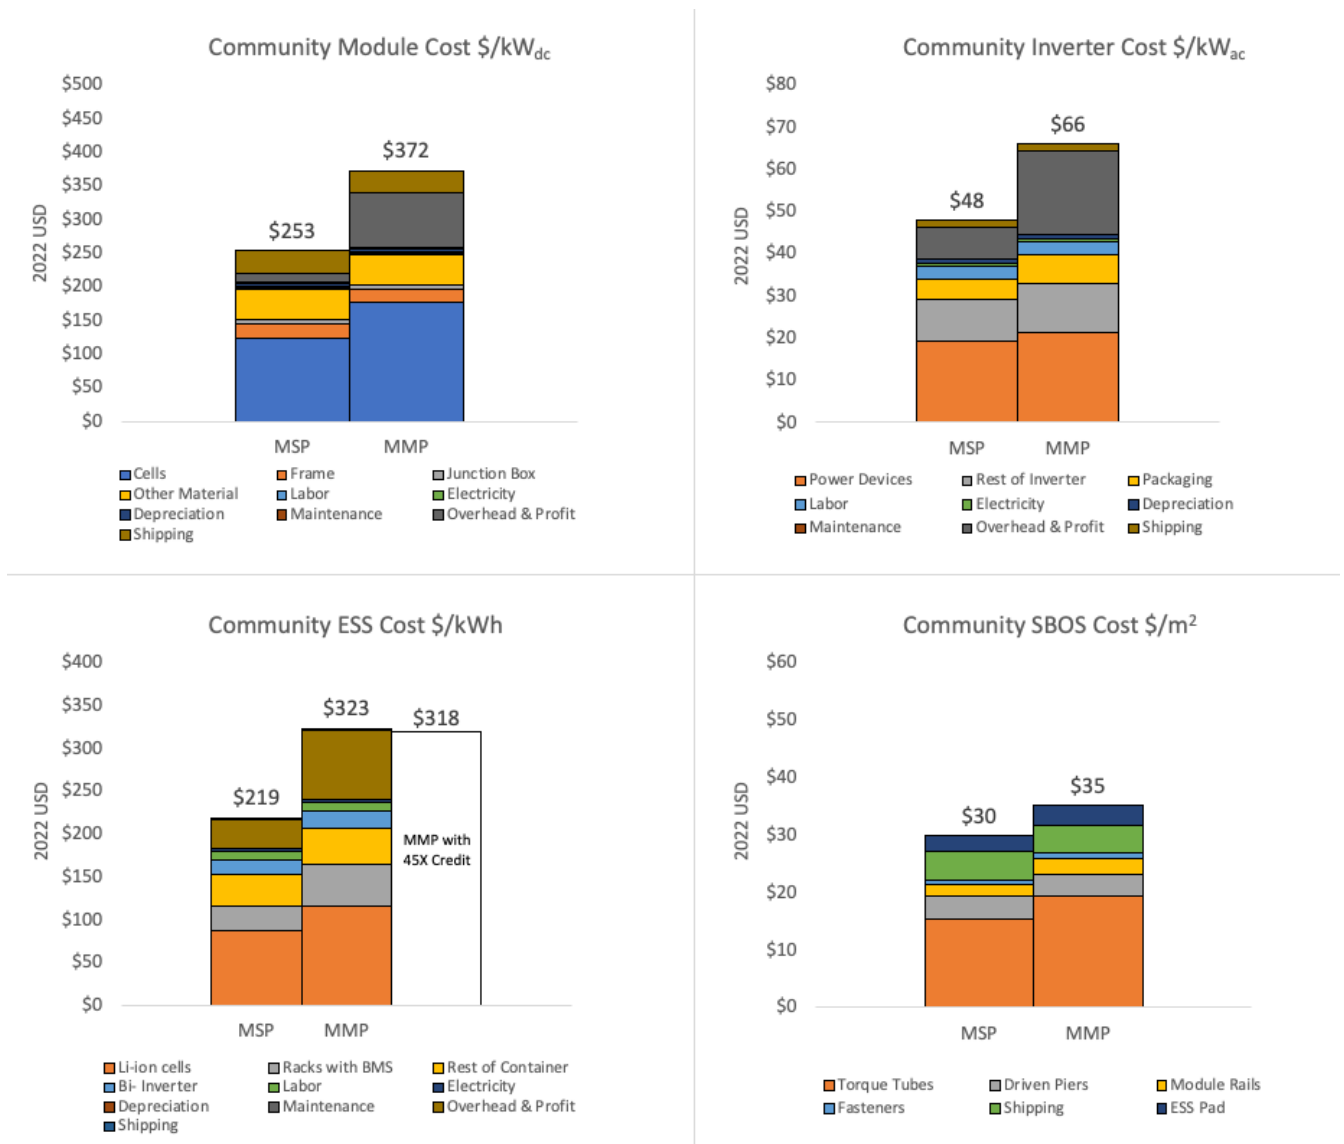 Community Module Cost $/kWdc
$500
$450
$400
$350
$300
$250
$200
$150
$100
$50
$0
2022 USD
$253
$372
MSP
MMP
Cells
Frame
Junction Box
Other Material
Labor
Electricity
Depreciation
Maintenance
Overhead & Profit
Shipping
Community Inverter Cost $/kWac
$80
$70
$60
$50
$40
$30
$20
$10
$0
2022 USD
$48
$66
MSP
MMP
Power Devices
Rest of Inverter
Packaging
Labor
Electricity
Depreciation
Maintenance
Overhead & Profit
Shipping
Community ESS Cost $/kWh
$400
$350
$300
$250
$200
$150
$100
$50
$0
2022 USD
$219
$323
$318
MMP with
45X Credit
MSP
MMP
Li-ion cells
Racks with BMS
Rest of Container
Bi- Inverter
Labor
Electricity
Depreciation
Maintenance
Overhead & Profit
Shipping
Community SBOS Cost $/m²
$60
$50
$40
$30
$20
$10
$0
2022 USD
$30
$35
MSP
MMP
Torque Tubes
Driven Piers
Module Rails
Fasteners
Shipping
ESS Pad